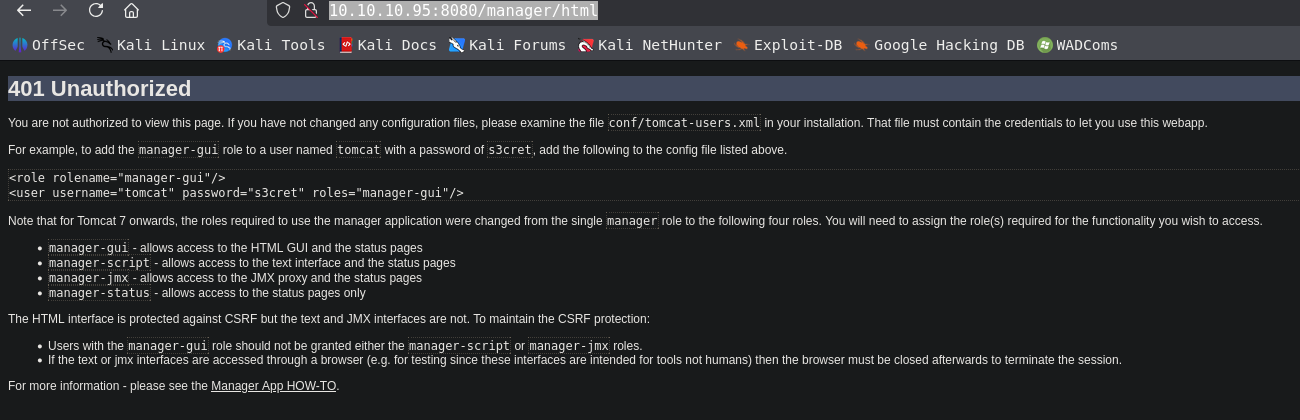 10.10.10.95:8080/manager/html
OffSec Kali Linux Kali Tools Kali Docs Kali Forums Kali NetHunter Exploit-DB Google Hacking DB WADComs
401 Unauthorized
You are not authorized to view this page. If you have not changed any configuration files, please examine the file conf/tomcat-users.xml in your installation. That file must contain the credentials to let you use this webapp.
For example, to add the manager-gui role to a user named tomcat with a password of s3cret, add the following to the config file listed above.
<role rolename="manager-gui"/>
<user username="tomcat" password="s3cret" roles="manager-gui"/>
Note that for Tomcat 7 onwards, the roles required to use the manager application were changed from the single manager role to the following four roles. You will need to assign the role(s) required for the functionality you wish to access.
• manager-gui - allows access to the HTML GUI and the status pages
• manager-script - allows access to the text interface and the status pages
• manager-jmx - allows access to the JMX proxy and the status pages
• manager-status - allows access to the status pages only
The HTML interface is protected against CSRF but the text and JMX interfaces are not. To maintain the CSRF protection:
• Users with the manager-gui role should not be granted either the manager-script or manager-jmx roles.
• If the text or jmx interfaces are accessed through a browser (e.g. for testing since these interfaces are intended for tools not humans) then the browser must be closed afterwards to terminate the session.
For more information - please see the Manager App HOW-TO.